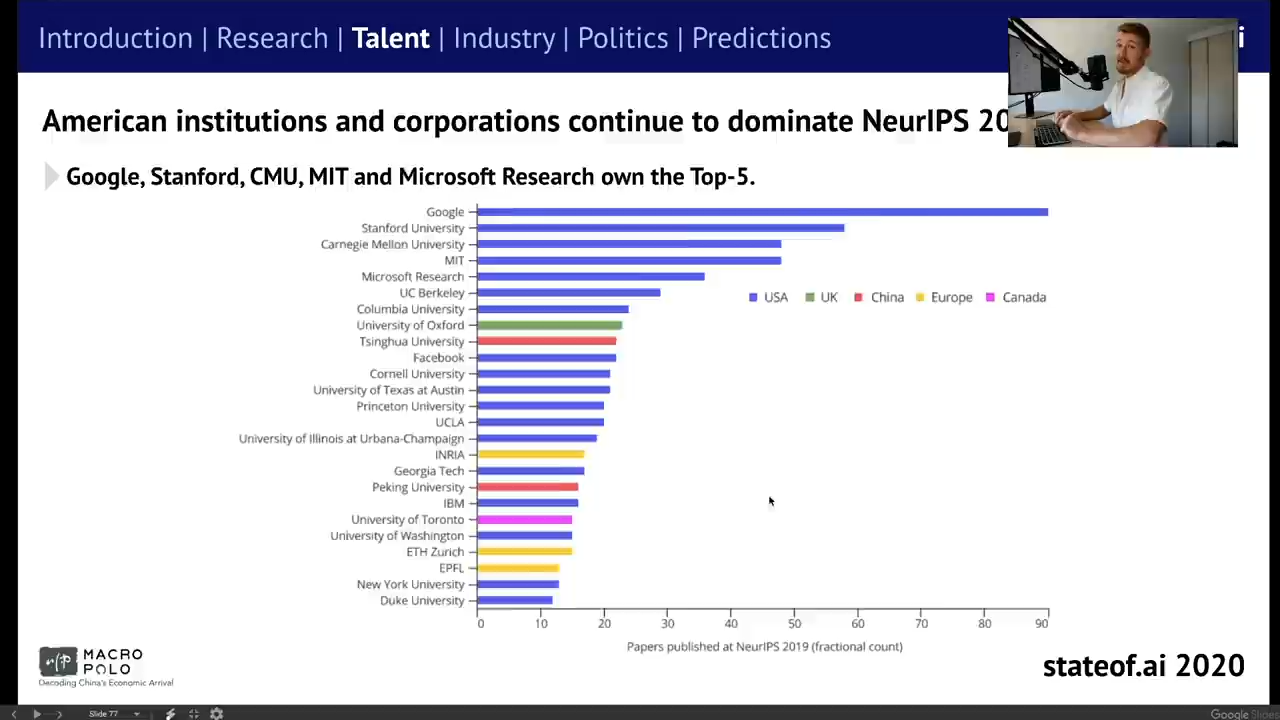 Introduction | Research | Talent | Industry | Politics | Predictions
i
American institutions and corporations continue to dominate NeurIPS 20
Google, Stanford, CMU, MIT and Microsoft Research own the Top-5.
Google
Stanford University
Carnegie Mellon University
MIT
Microsoft Research
UC Berkeley
USA UK China Europe Canada
Columbia University
University of Oxford
Tsinghua University
Facebook
Cornell University
University of Texas at Austin
Princeton University
UCLA
University of Illinois at Urbana-Champaign
INRIA
Georgia Tech
Peking University
IBM
University of Toronto
University of Washington
ETH Zurich
EPFL
New York University
Duke University
0 10 20 30 40 50 60 70 80 90
Papers published at NeurIPS 2019 (fractional count)
MACRO
POLO
Decoding China's Economic Arrival
stateof.ai 2020
Slide 77
Google Slides